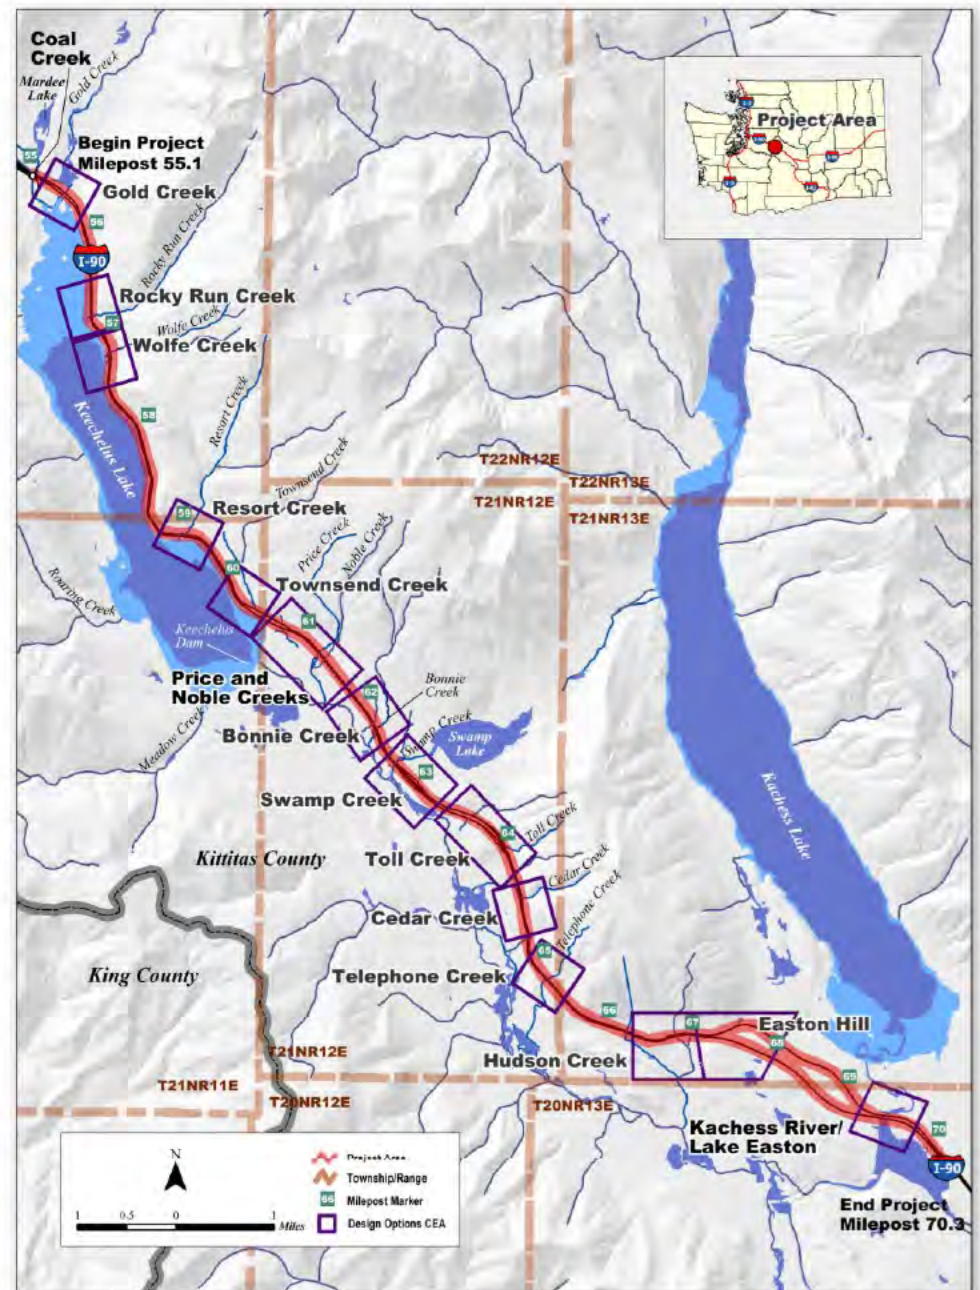 Coal
Creek
Mardee
Lake
Gold Creek
55
Begin Project
Milepost 55.1
Gold Creek
56
I-90
Rocky Run Creek
Rocky Run Creek
57
Wolfe Creek
Wolfe Creek
58
Keechelus Lake
Resort Creek
Townsend Creek
59
Resort Creek
60
Price Creek
Noble Creek
Roaring Creek
Townsend Creek
61
Keechelus
Dam
Price and
Noble Creeks
62
Bonnie
Creek
Bonnie Creek
Meadow Creek
Swamp Creek
Swamp
Lake
63
Swamp Creek
64
Toll Creek
Toll Creek
Kittitas County
Cedar Creek
Cedar Creek
Telephone Creek
65
Telephone Creek
King County
66
67
Easton Hill
68
Hudson Creek
69
Kachess River/
Lake Easton
70
I-90
End Project
Milepost 70.3
Kachess Lake
Project Area
T22NR12E
T22NR13E
T21NR12E
T21NR13E
T21NR12E
T21NR11E
T20NR12E
T20NR13E
N
1
0.5
0
1
Miles
Project Area
Township/Range
66
Milepost Marker
Design Options CEA